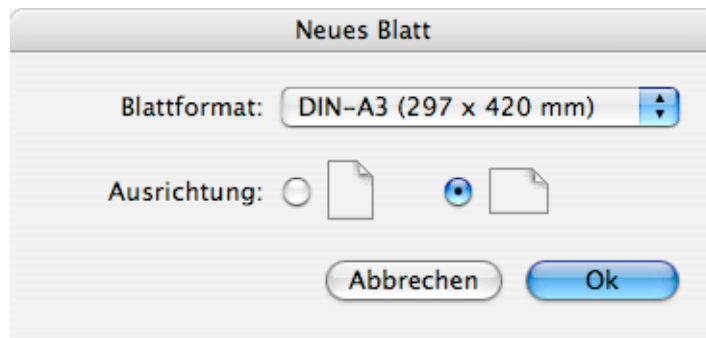 Neues Blatt
Blattformat: DIN-A3 (297 x 420 mm)
Ausrichtung:
Abbrechen Ok